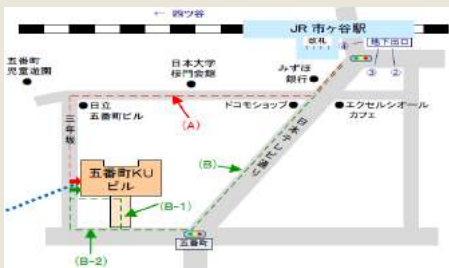 ← 四ツ谷
JR 市ヶ谷駅
改札
④
地下出口
③
②
五番町
児童遊園
日本大学
桜門会館
みずほ
銀行
日立
五番町ビル
(A)
ドコモショップ
エクセルシオール
カフェ
三年坂
日本テレビ通り
(B)
五番町KU
ビル
(B-1)
(B-2)
五番町